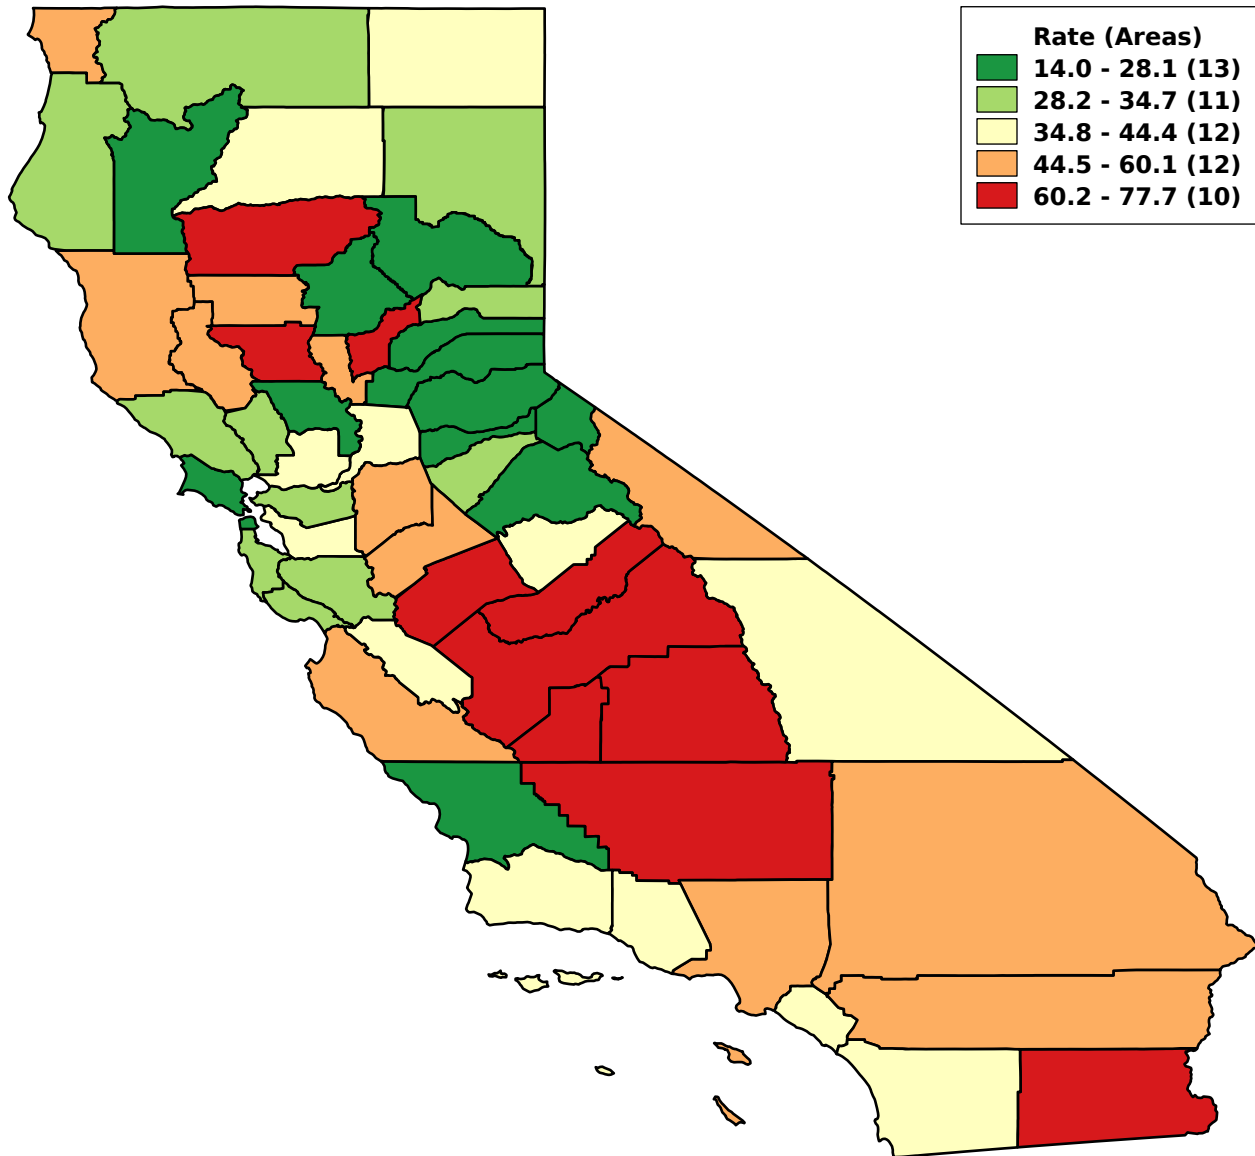 Rate (Areas)
14.0 - 28.1 (13)
28.2 - 34.7 (11)
34.8 - 44.4 (12)
44.5 - 60.1 (12)
60.2 - 77.7 (10)